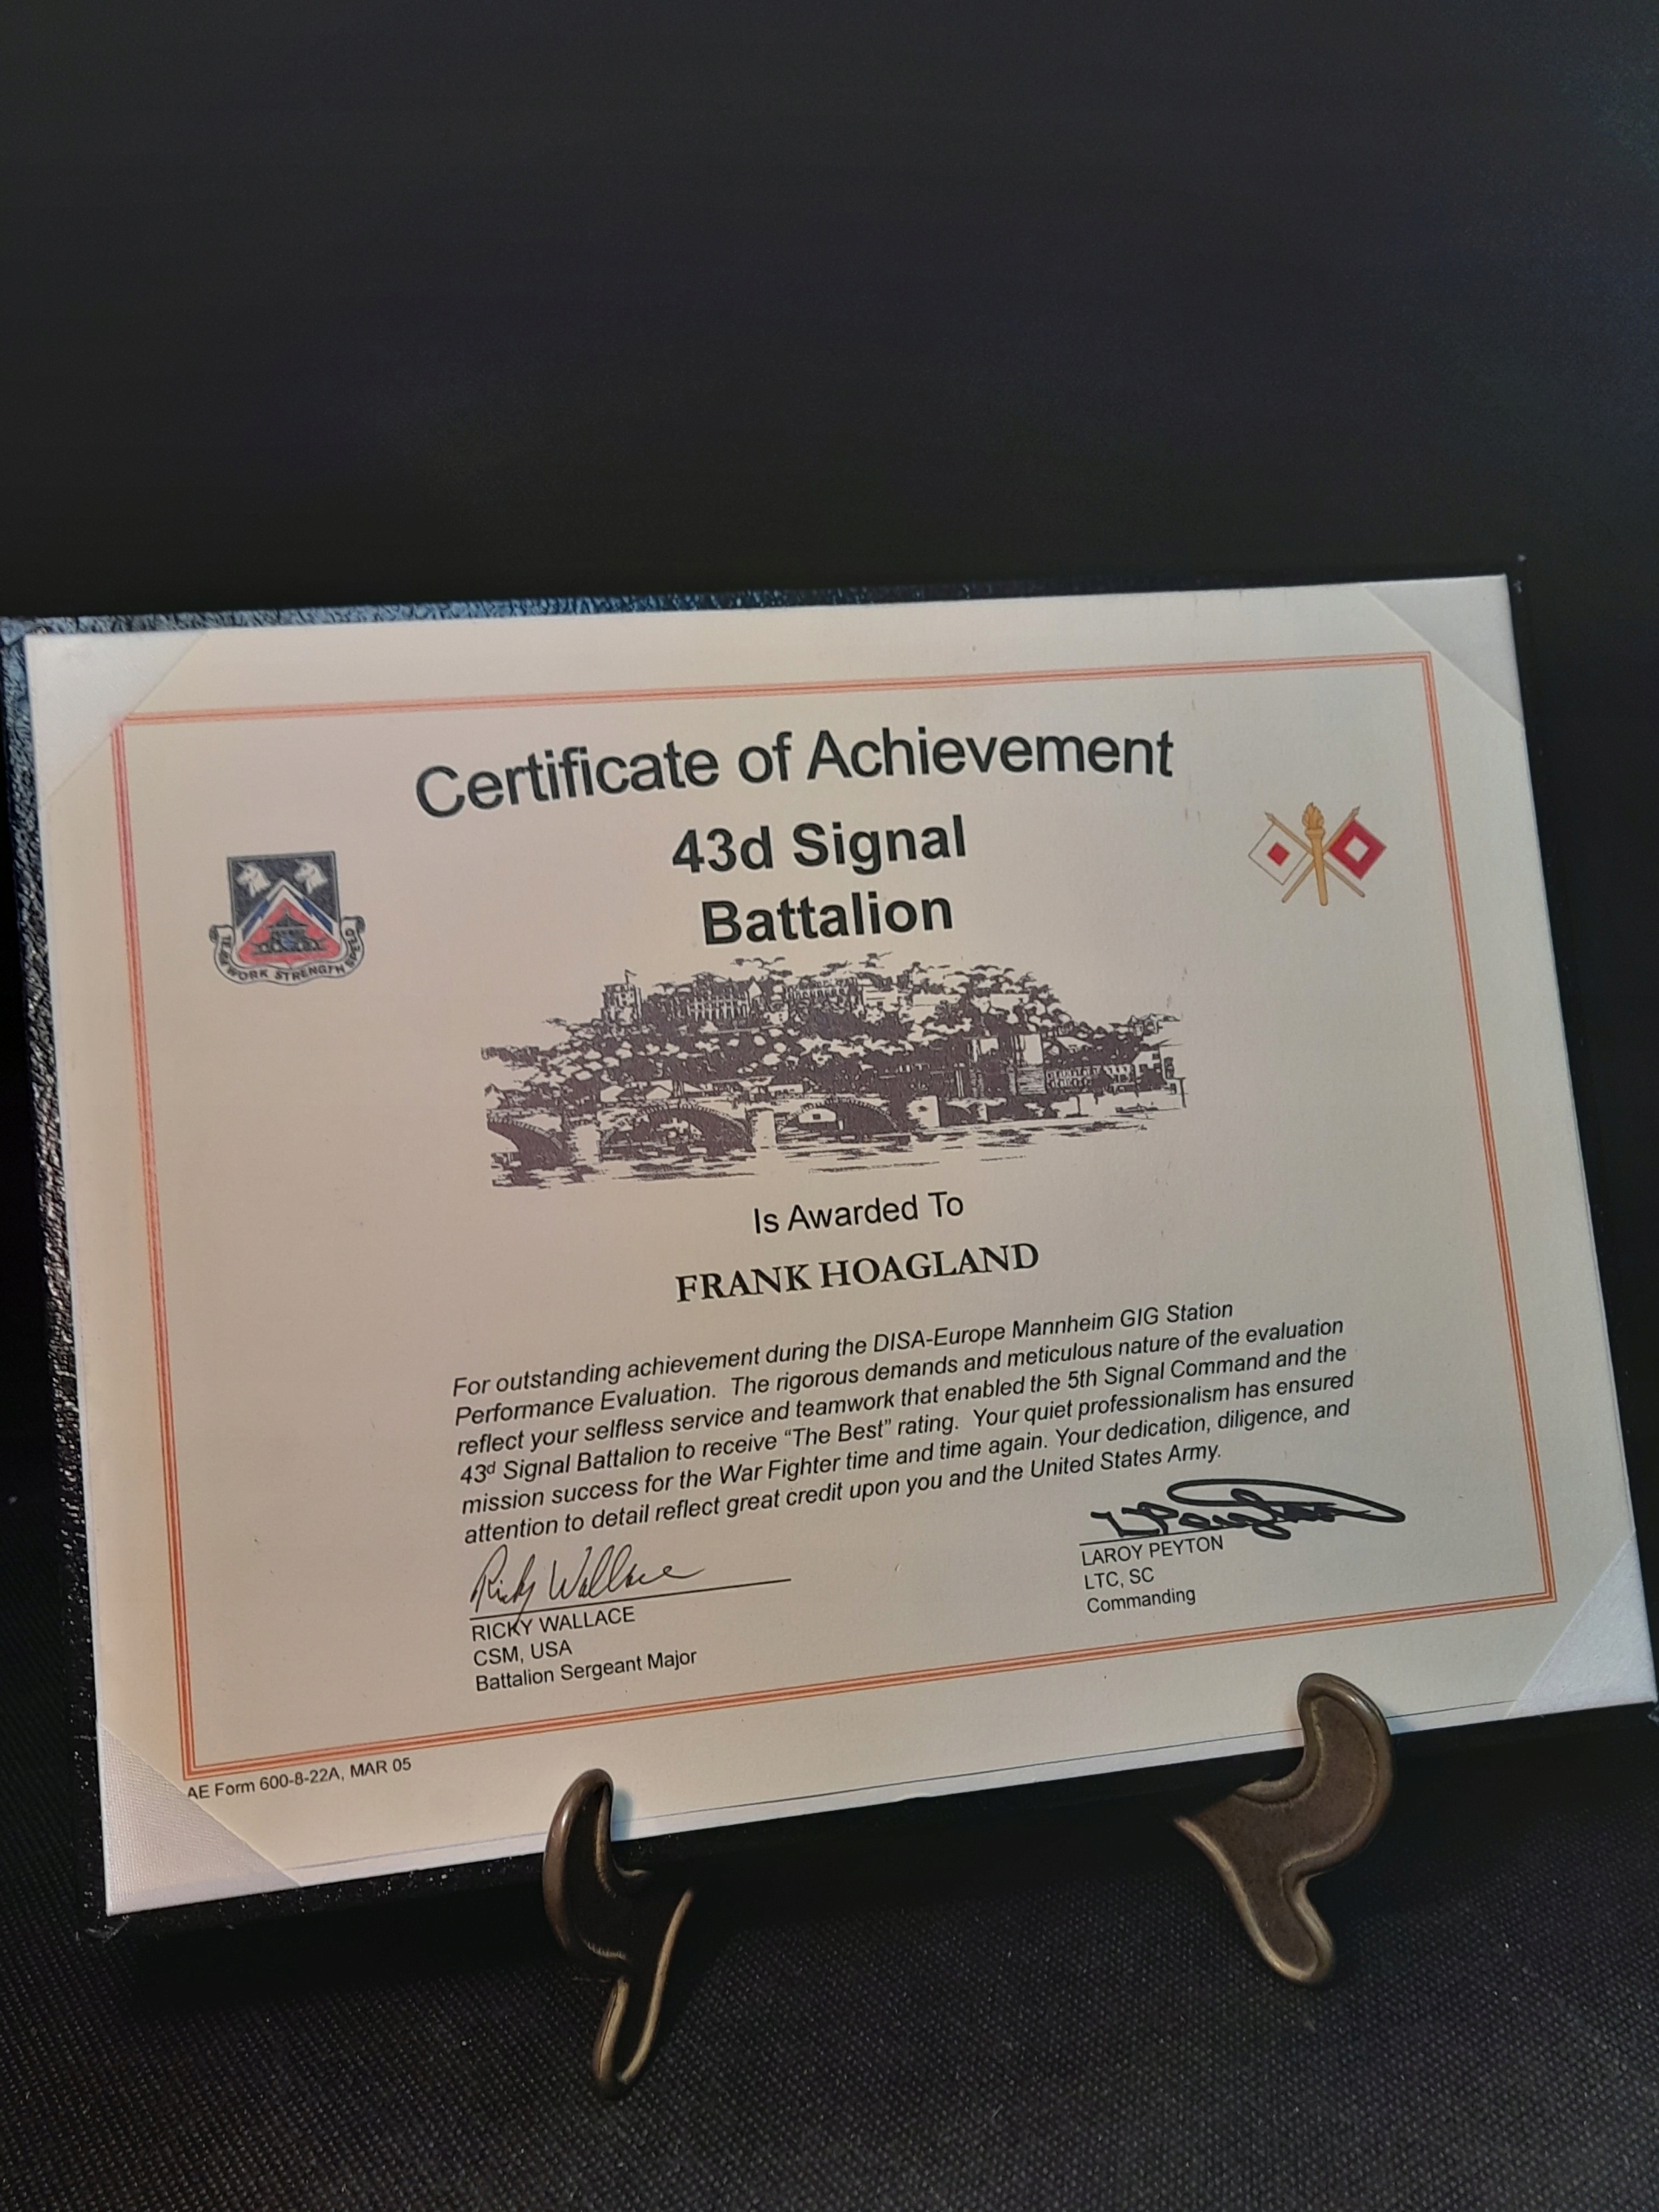 Certificate of Achievement
43d Signal
Battalion
TEAMWORK STRENGTH SPEED
Is Awarded To
FRANK HOAGLAND
For outstanding achievement during the DISA-Europe Mannheim GIG Station
Performance Evaluation. The rigorous demands and meticulous nature of the evaluation
reflect your selfless service and teamwork that enabled the 5th Signal Command and the
43d Signal Battalion to receive “The Best” rating. Your quiet professionalism has ensured
mission success for the War Fighter time and time again. Your dedication, diligence, and
attention to detail reflect great credit upon you and the United States Army.
Ricky Wallace
RICKY WALLACE
CSM, USA
Battalion Sergeant Major
LAROY PEYTON
LTC, SC
Commanding
AE Form 600-8-22A, MAR 05